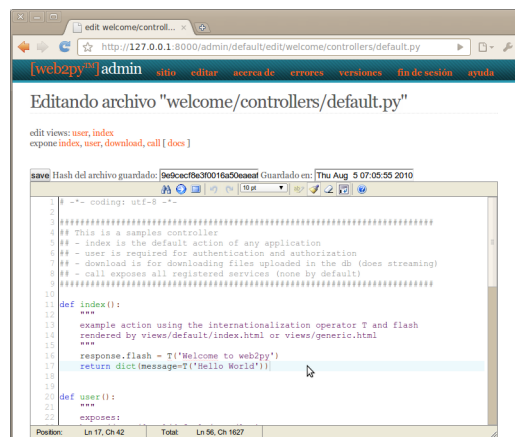 edit welcome/controll...
http://127.0.0.1:8000/admin/default/edit/welcome/controllers/default.py
[web2py™]admin sitio editar acerca de errores versiones fin de sesión ayuda
Editando archivo "welcome/controllers/default.py"
edit views: user, index
expone index, user, download, call [ docs ]
save Hash del archivo guardado: 9e9cecf8e3f0016a50eaeaf Guardado en: Thu Aug 5 07:05:55 2010
10 pt
1 # -*- coding: utf-8 -*-
2
3 #########################################################################
4 ## This is a samples controller
5 ## - index is the default action of any application
6 ## - user is required for authentication and authorization
7 ## - download is for downloading files uploaded in the db (does streaming)
8 ## - call exposes all registered services (none by default)
9 #########################################################################
10
11 def index():
12 """
13 example action using the internationalization operator T and flash
14 rendered by views/default/index.html or views/generic.html
15 """
16 response.flash = T('Welcome to web2py')
17 return dict(message=T('Hello World'))
18
19
20 def user():
21 """
22 exposes:
Position: Ln 17, Ch 42 Total: Ln 56, Ch 1627